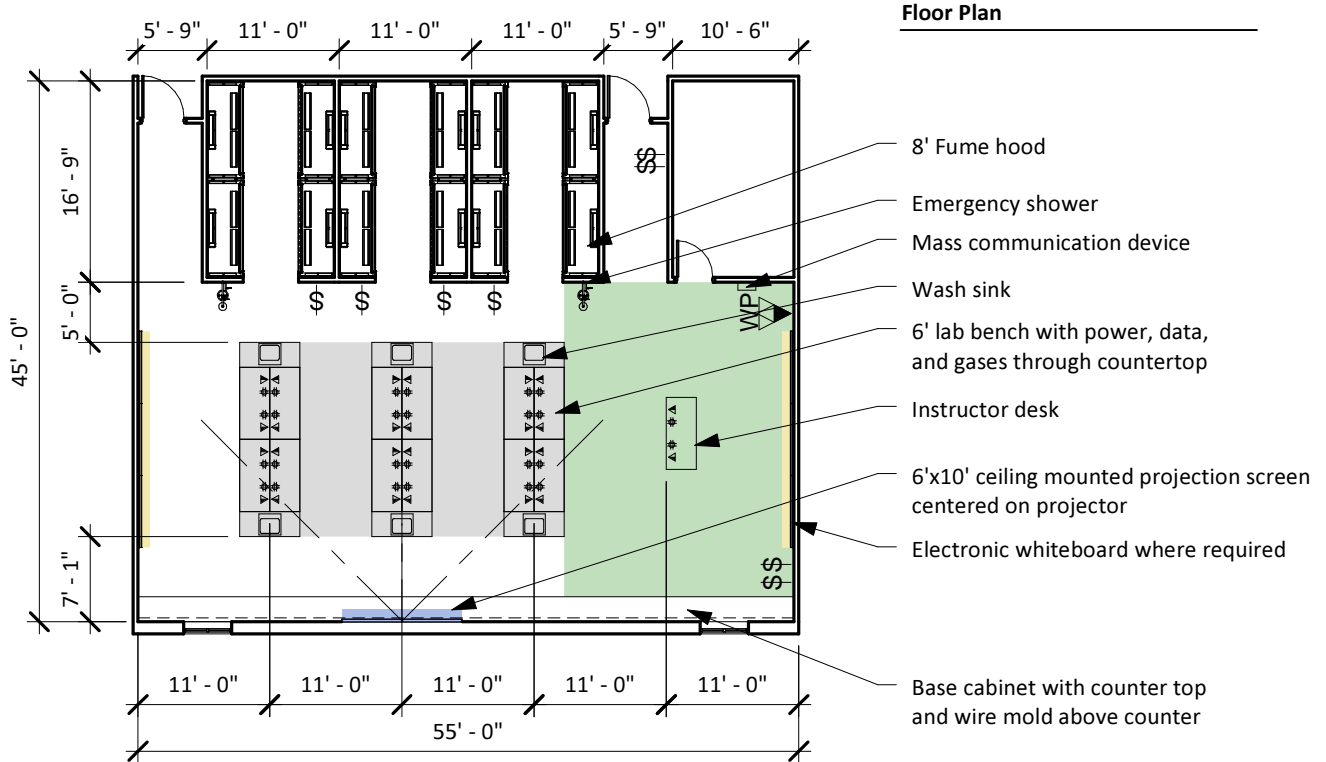 Floor Plan
5' - 9"
11' - 0"
11' - 0"
11' - 0"
5' - 9"
10' - 6"
45' - 0"
16' - 9"
5' - 0"
7' - 1"
$$
$
$
$
$
WP
$$
8' Fume hood
Emergency shower
Mass communication device
Wash sink
6' lab bench with power, data,
and gases through countertop
Instructor desk
6'x10' ceiling mounted projection screen
centered on projector
Electronic whiteboard where required
Base cabinet with counter top
and wire mold above counter
11' - 0"
11' - 0"
11' - 0"
11' - 0"
11' - 0"
55' - 0"